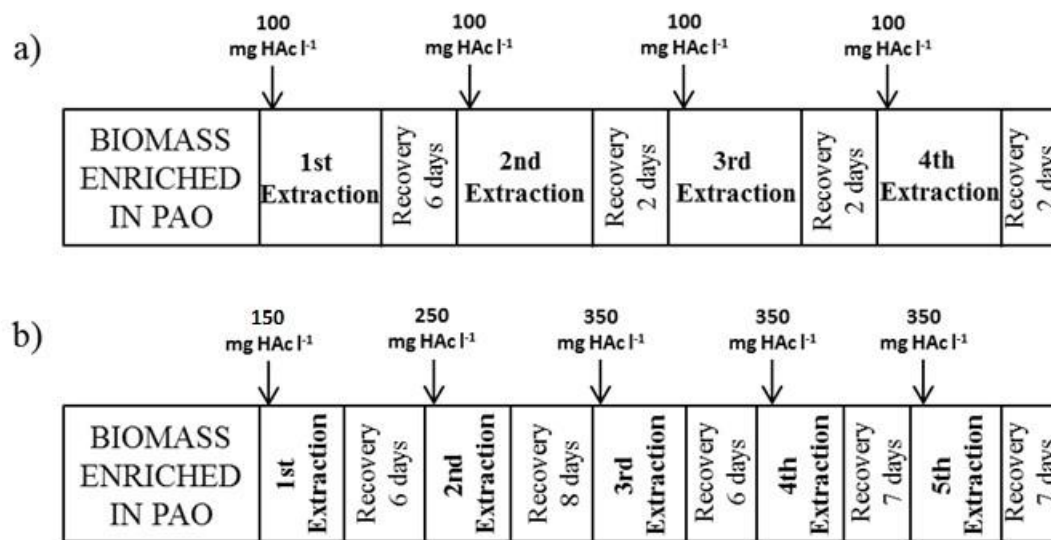 a)
100
mg HAc l⁻¹
100
mg HAc l⁻¹
100
mg HAc l⁻¹
100
mg HAc l⁻¹
BIOMASS
ENRICHED
IN PAO
1st
Extraction
Recovery
6 days
2nd
Extraction
Recovery
2 days
3rd
Extraction
Recovery
2 days
4th
Extraction
Recovery
2 days
b)
150
mg HAc l⁻¹
250
mg HAc l⁻¹
350
mg HAc l⁻¹
350
mg HAc l⁻¹
350
mg HAc l⁻¹
BIOMASS
ENRICHED
IN PAO
1st
Extraction
Recovery
6 days
2nd
Extraction
Recovery
8 days
3rd
Extraction
Recovery
6 days
4th
Extraction
Recovery
7 days
5th
Extraction
Recovery
7 days